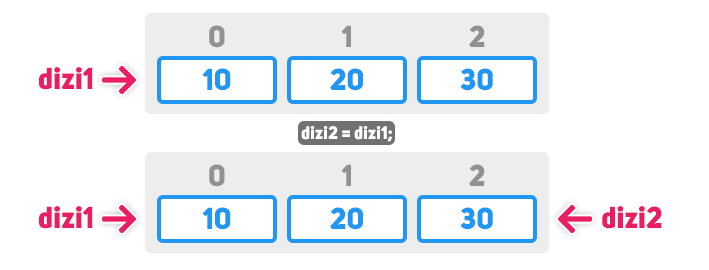 0 1 2
dizi1 10 20 30
dizi2 = dizi1;
0 1 2
dizi1 10 20 30 dizi2